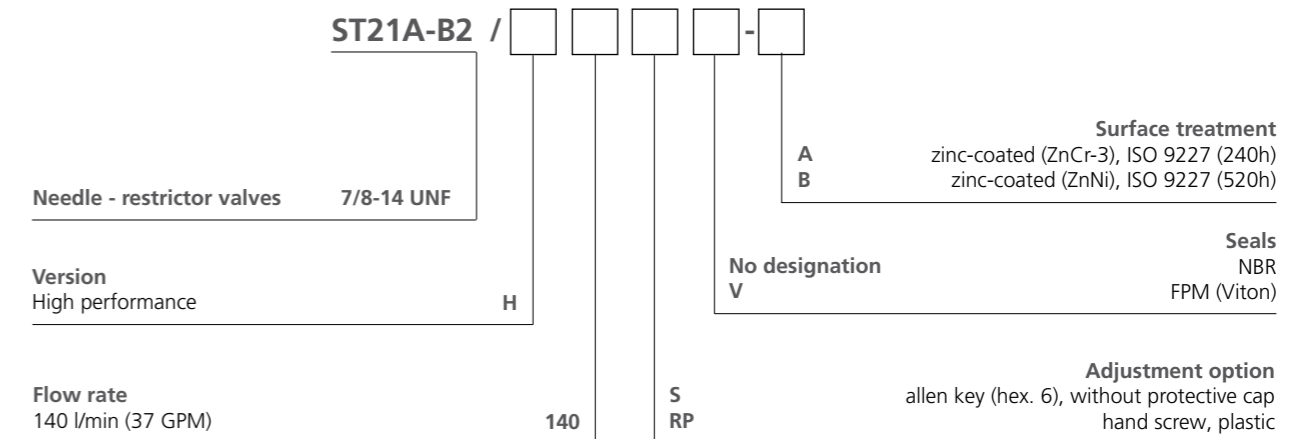 ST21A-B2 / -
Surface treatment
A zinc-coated (ZnCr-3), ISO 9227 (240h)
B zinc-coated (ZnNi), ISO 9227 (520h)
Needle - restrictor valves 7/8-14 UNF
Seals
No designation NBR
V FPM (Viton)
Version
High performance H
Adjustment option
S allen key (hex. 6), without protective cap
RP hand screw, plastic
Flow rate
140 l/min (37 GPM) 140